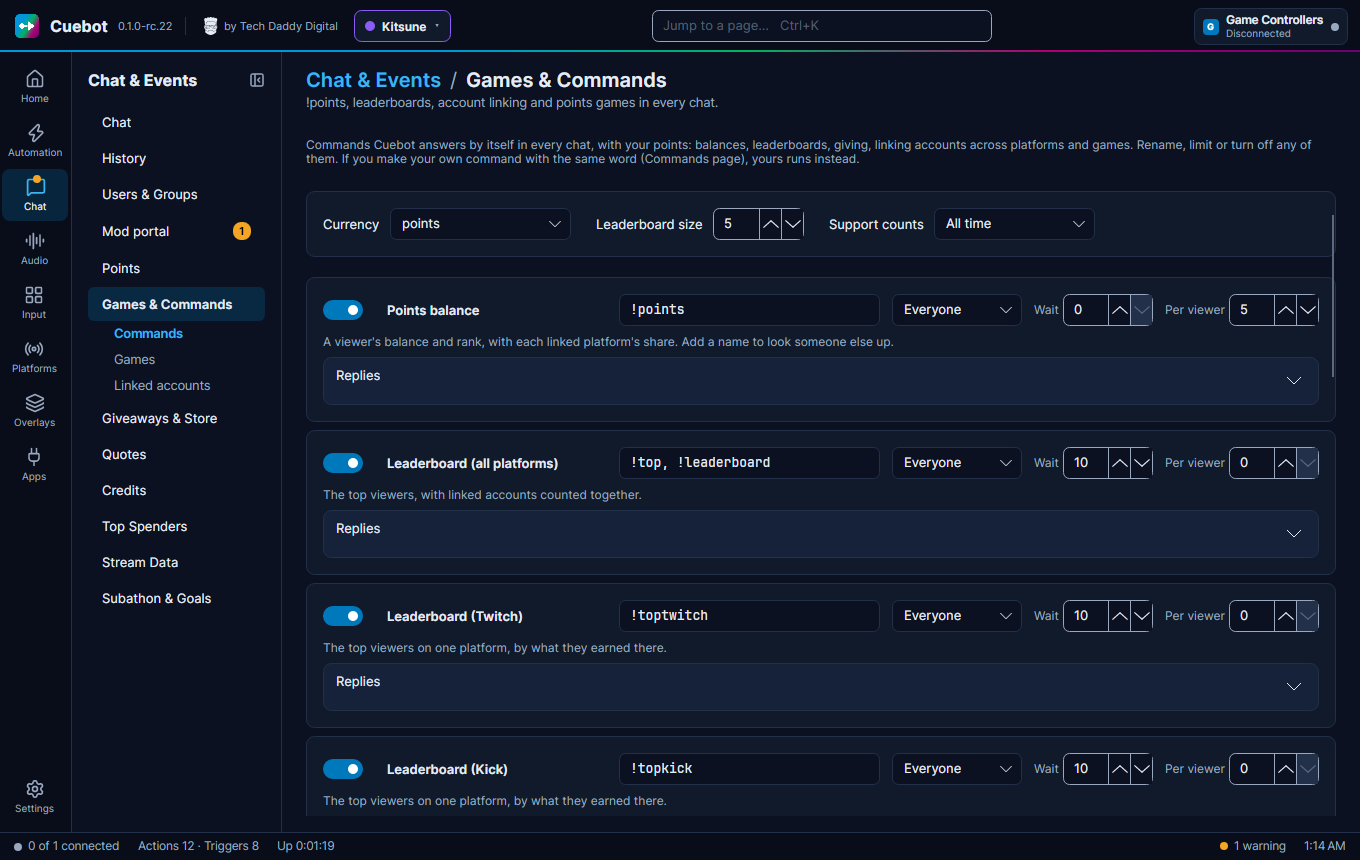 Cuebot 0.1.0-rc.22 by Tech Daddy Digital Kitsune
Jump to a page... Ctrl+K
G Game Controllers
Disconnected
Home
Automation
Chat
Audio
Input
Platforms
Overlays
Apps
Settings
Chat & Events
Chat
History
Users & Groups
Mod portal 1
Points
Games & Commands
Commands
Games
Linked accounts
Giveaways & Store
Quotes
Credits
Top Spenders
Stream Data
Subathon & Goals
Chat & Events / Games & Commands
!points, leaderboards, account linking and points games in every chat.
Commands Cuebot answers by itself in every chat, with your points: balances, leaderboards, giving, linking accounts across platforms and games. Rename, limit or turn off any of
them. If you make your own command with the same word (Commands page), yours runs instead.
Currency points Leaderboard size 5 Support counts All time
Points balance !points Everyone Wait 0 Per viewer 5
A viewer's balance and rank, with each linked platform's share. Add a name to look someone else up.
Replies
Leaderboard (all platforms) !top, !leaderboard Everyone Wait 10 Per viewer 0
The top viewers, with linked accounts counted together.
Replies
Leaderboard (Twitch) !toptwitch Everyone Wait 10 Per viewer 0
The top viewers on one platform, by what they earned there.
Replies
Leaderboard (Kick) !topkick Everyone Wait 10 Per viewer 0
The top viewers on one platform, by what they earned there.
0 of 1 connected Actions 12 · Triggers 8 Up 0:01:19 1 warning 1:14 AM